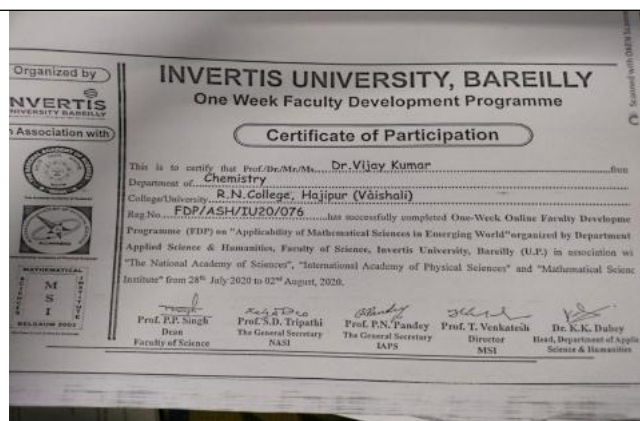 Organized by
INVERTIS
UNIVERSITY BAREILLY
Association with
MATHEMATICAL
M
S
I
BELGAUM 2002
INVERTIS UNIVERSITY, BAREILLY
One Week Faculty Development Programme
Certificate of Participation
This is to certify that Prof/Dr/Mr/Ms. Dr.Vijay Kumar from
Department of Chemistry
College/University R.N.College, Hajipur (Vaishali)
Reg.No. FDP/ASH/IU20/076 has successfully completed One-Week Online Faculty Developme
Programme (FDP) on "Applicability of Mathematical Sciences in Emerging World"organized by Department
Applied Science & Humanities, Faculty of Science, Invertis University, Bareilly (U.P.) in association wi
"The National Academy of Sciences", "International Academy of Physical Sciences" and "Mathematical Scienc
Institute" from 28th July 2020 to 02nd August, 2020.
Prof. P.P. Singh
Dean
Faculty of Science
Prof. S.D. Tripathi
The General Secretary
NASI
Prof. P.N. Pandey
The General Secretary
IAPS
Prof. T. Venkatesh
Director
MSI
Dr. K.K. Dubey
Head, Department of Applie
Science & Humanities
Scanned with